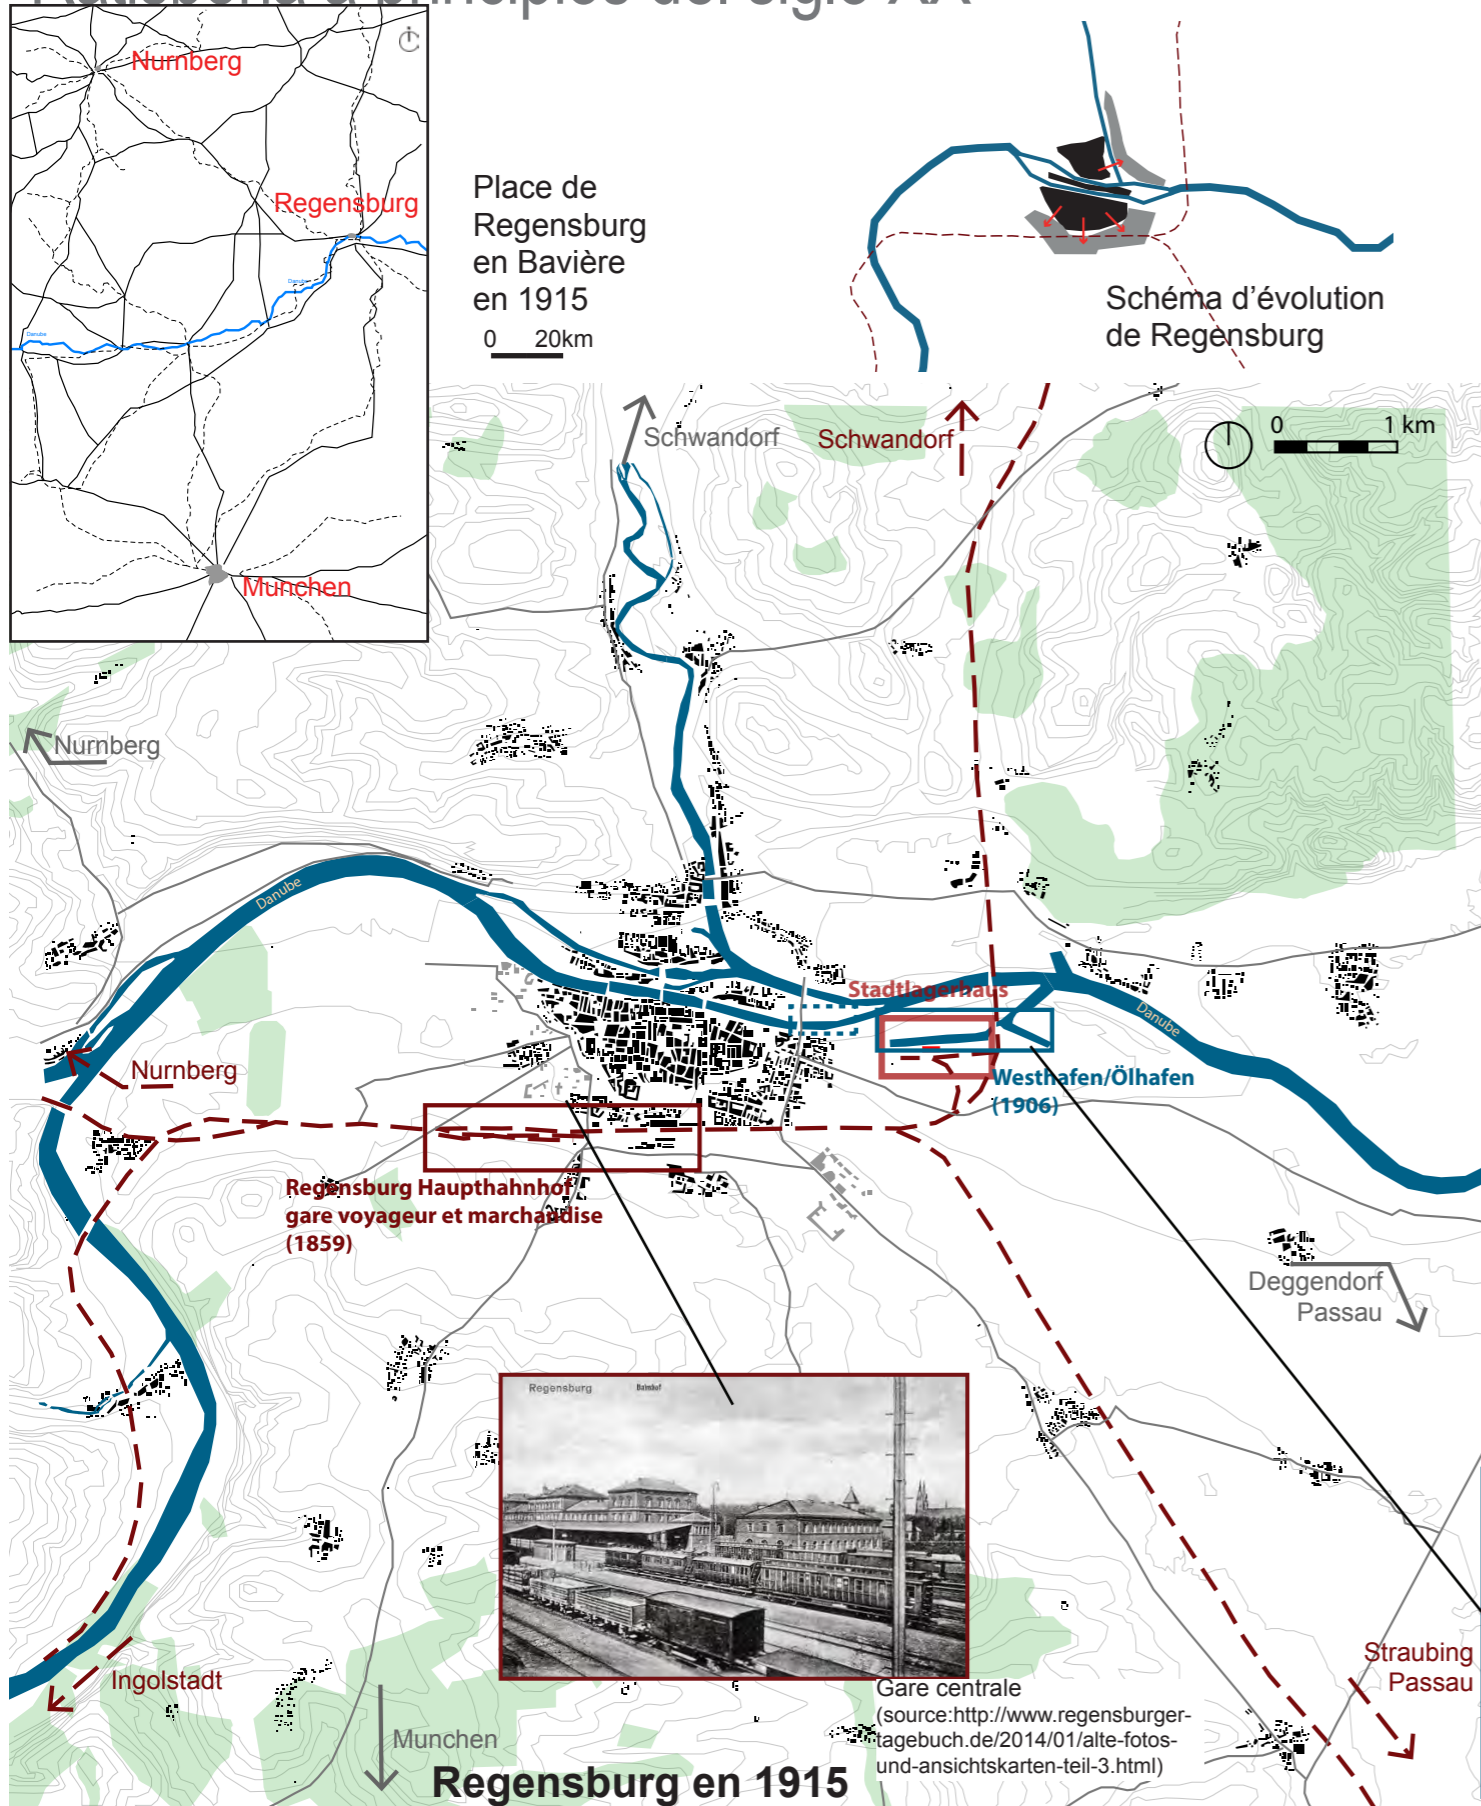 Nurnberg
Regensburg
Danube
Danube
Munchen
Place de
Regensburg
en Bavière
en 1915
0 20km
Schéma d'évolution
de Regensburg
Schwandorf
Schwandorf
0 1 km
Nurnberg
Danube
Stadtlagerhaus
Danube
Nurnberg
Westhafen/Ölhafen
(1906)
Regensburg Haupthahnhof
gare voyageur et marchandise
(1859)
Deggendorf
Passau
Regensburg Bahnhof
Ingolstadt
Straubing
Passau
Gare centrale
(source:http://www.regensburger-
tagebuch.de/2014/01/alte-fotos-
und-ansichtskarten-teil-3.html)
Munchen
Regensburg en 1915